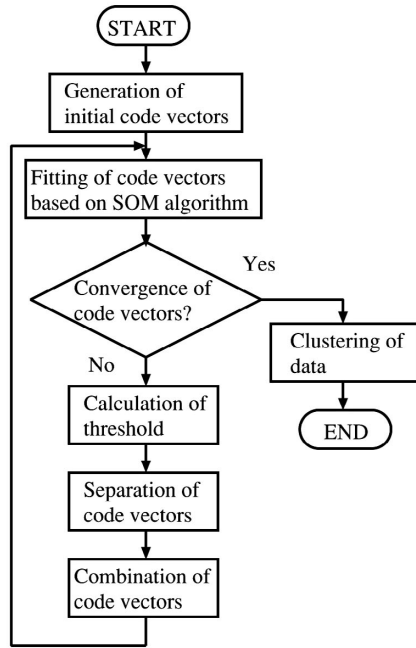 START
Generation of
initial code vectors
Fitting of code vectors
based on SOM algorithm
Convergence of
code vectors?
Yes
No
Clustering of
data
END
Calculation of
threshold
Separation of
code vectors
Combination of
code vectors